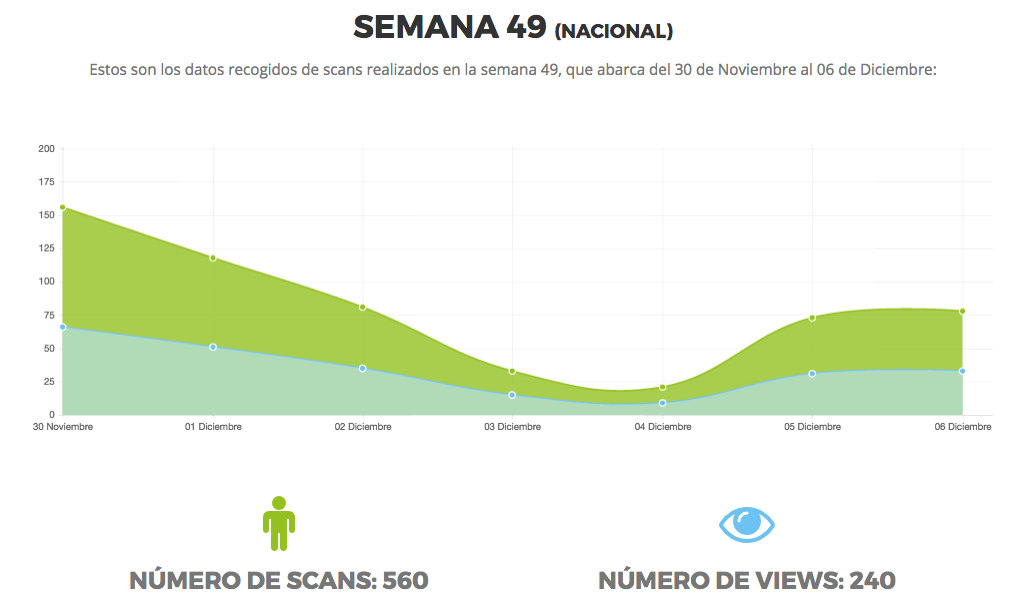 SEMANA 49 (NACIONAL)
Estos son los datos recogidos de scans realizados en la semana 49, que abarca del 30 de Noviembre al 06 de Diciembre:
200
175
150
125
100
75
50
25
0
30 Noviembre 01 Diciembre 02 Diciembre 03 Diciembre 04 Diciembre 05 Diciembre 06 Diciembre
NÚMERO DE SCANS: 560
NÚMERO DE VIEWS: 240